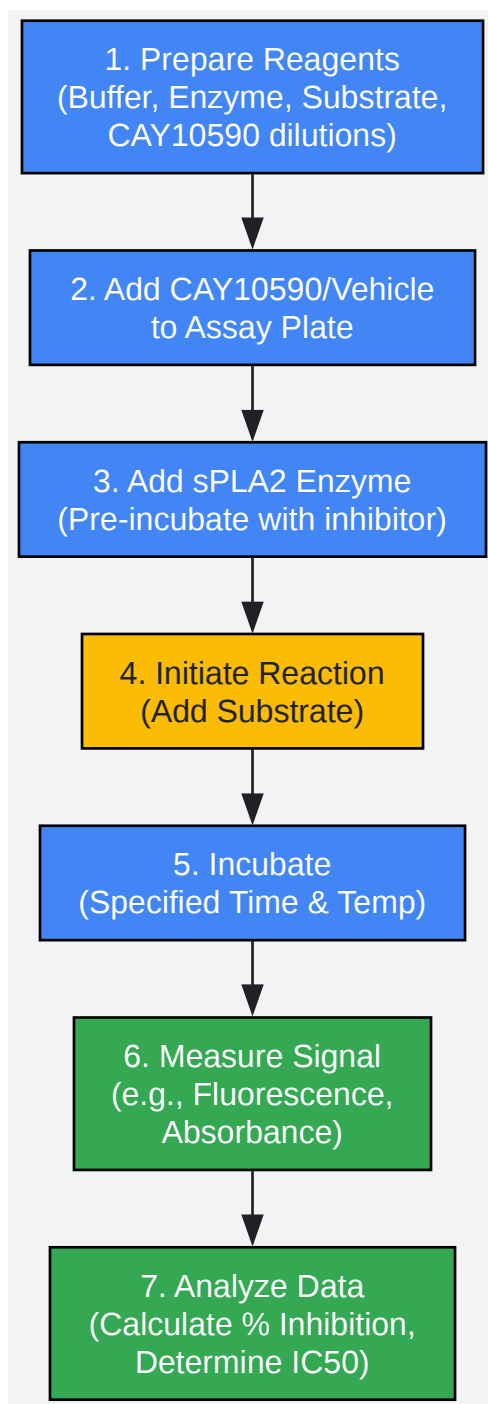 1. Prepare Reagents
(Buffer, Enzyme, Substrate,
CAY10590 dilutions)
2. Add CAY10590/Vehicle
to Assay Plate
3. Add sPLA2 Enzyme
(Pre-incubate with inhibitor)
4. Initiate Reaction
(Add Substrate)
5. Incubate
(Specified Time & Temp)
6. Measure Signal
(e.g., Fluorescence,
Absorbance)
7. Analyze Data
(Calculate % Inhibition,
Determine IC50)